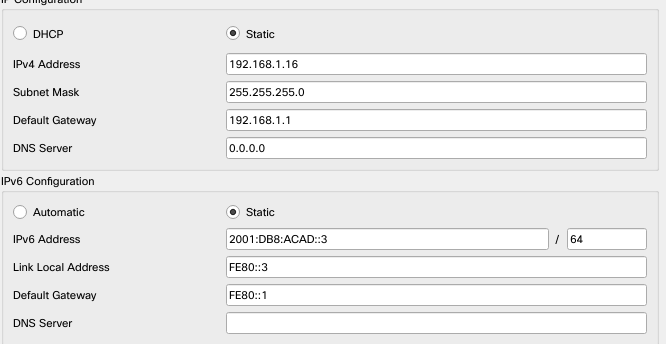 IP Configuration
DHCP Static
IPv4 Address 192.168.1.16
Subnet Mask 255.255.255.0
Default Gateway 192.168.1.1
DNS Server 0.0.0.0
IPv6 Configuration
Automatic Static
IPv6 Address 2001:DB8:ACAD::3 / 64
Link Local Address FE80::3
Default Gateway FE80::1
DNS Server